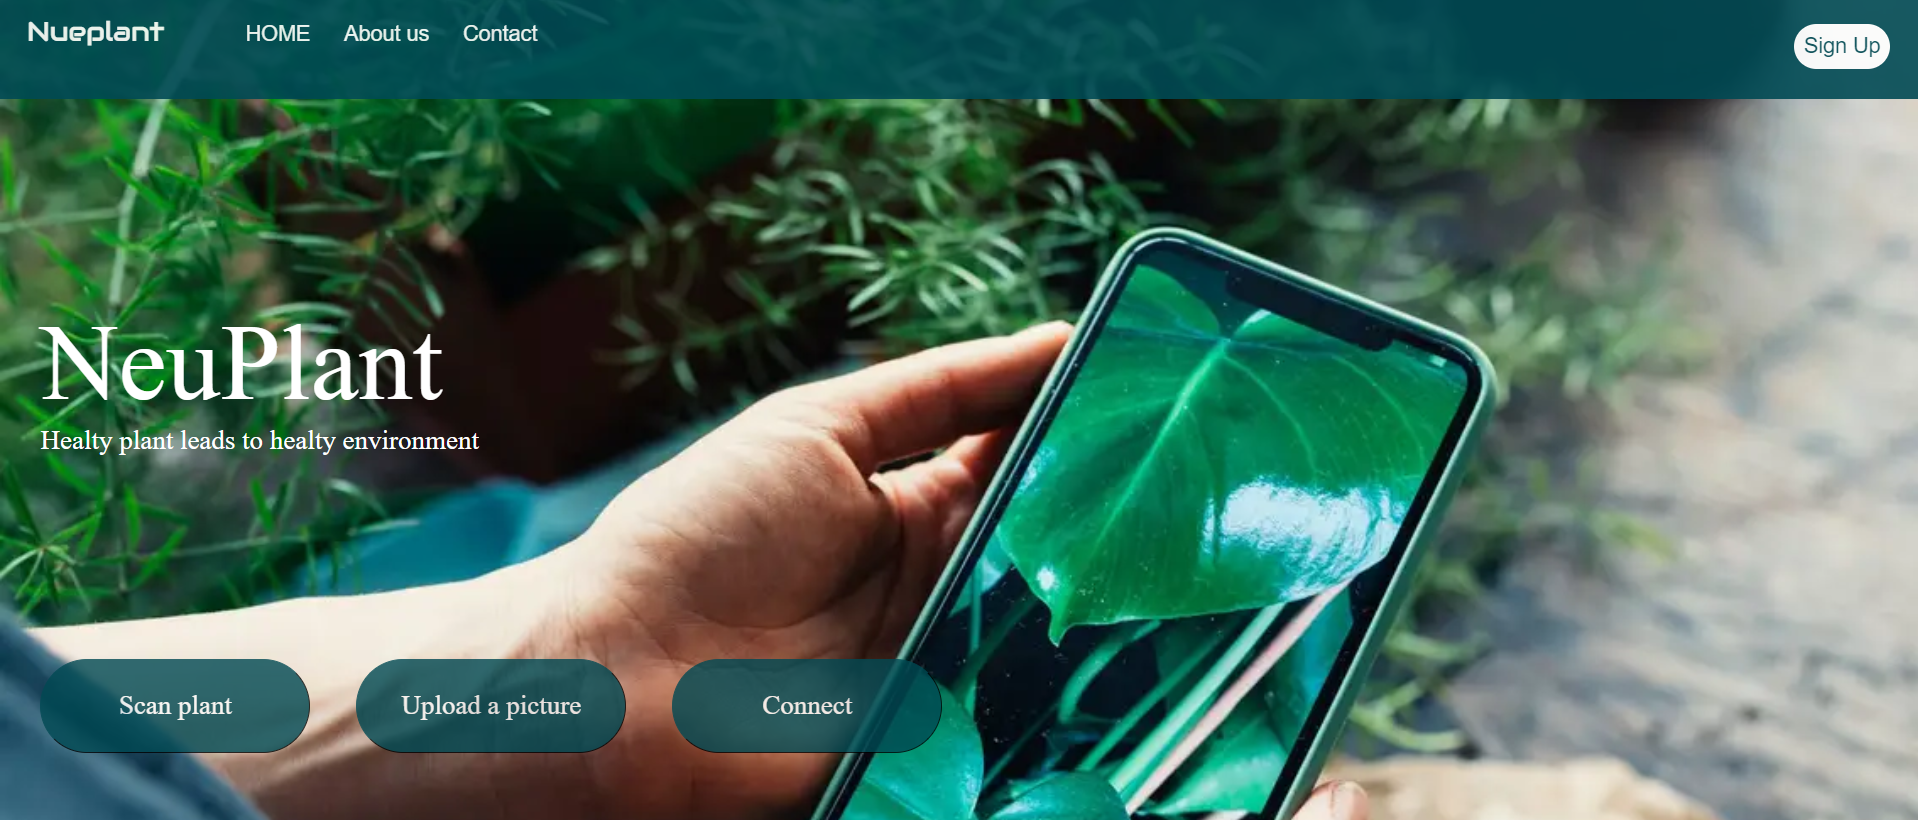 Nueplant
HOME About us Contact
Sign Up
NeuPlant
Healty plant leads to healty environment
Scan plant
Upload a picture
Connect